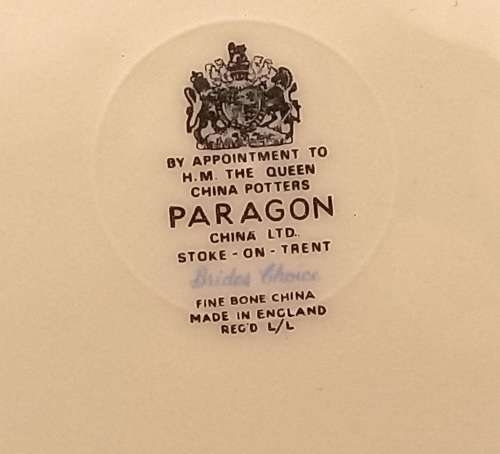 BY APPOINTMENT TO
H.M. THE QUEEN
CHINA POTTERS
PARAGON
CHINA LTD.
STOKE-ON-TRENT
Brides Choice
FINE BONE CHINA
MADE IN ENGLAND
REG'D L/L